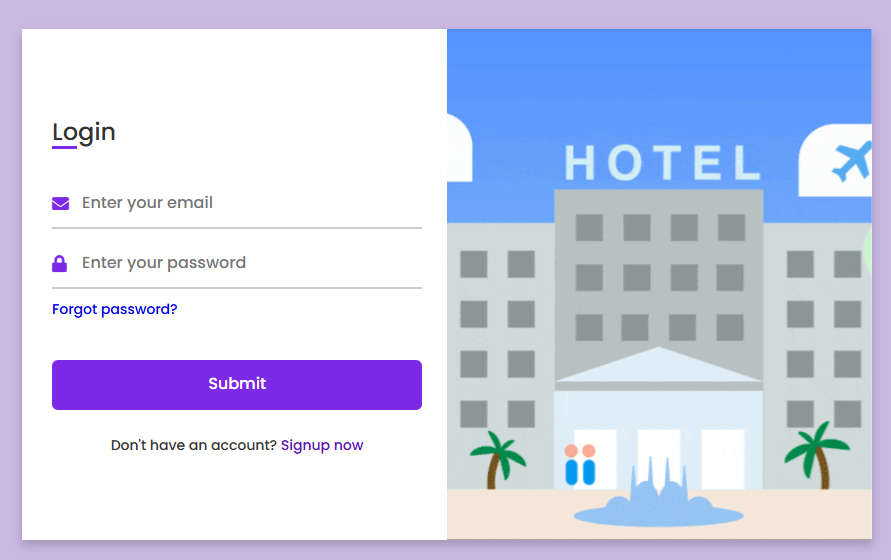 Login
Enter your email
Enter your password
Forgot password?
Submit
Don't have an account? Signup now
HOTEL